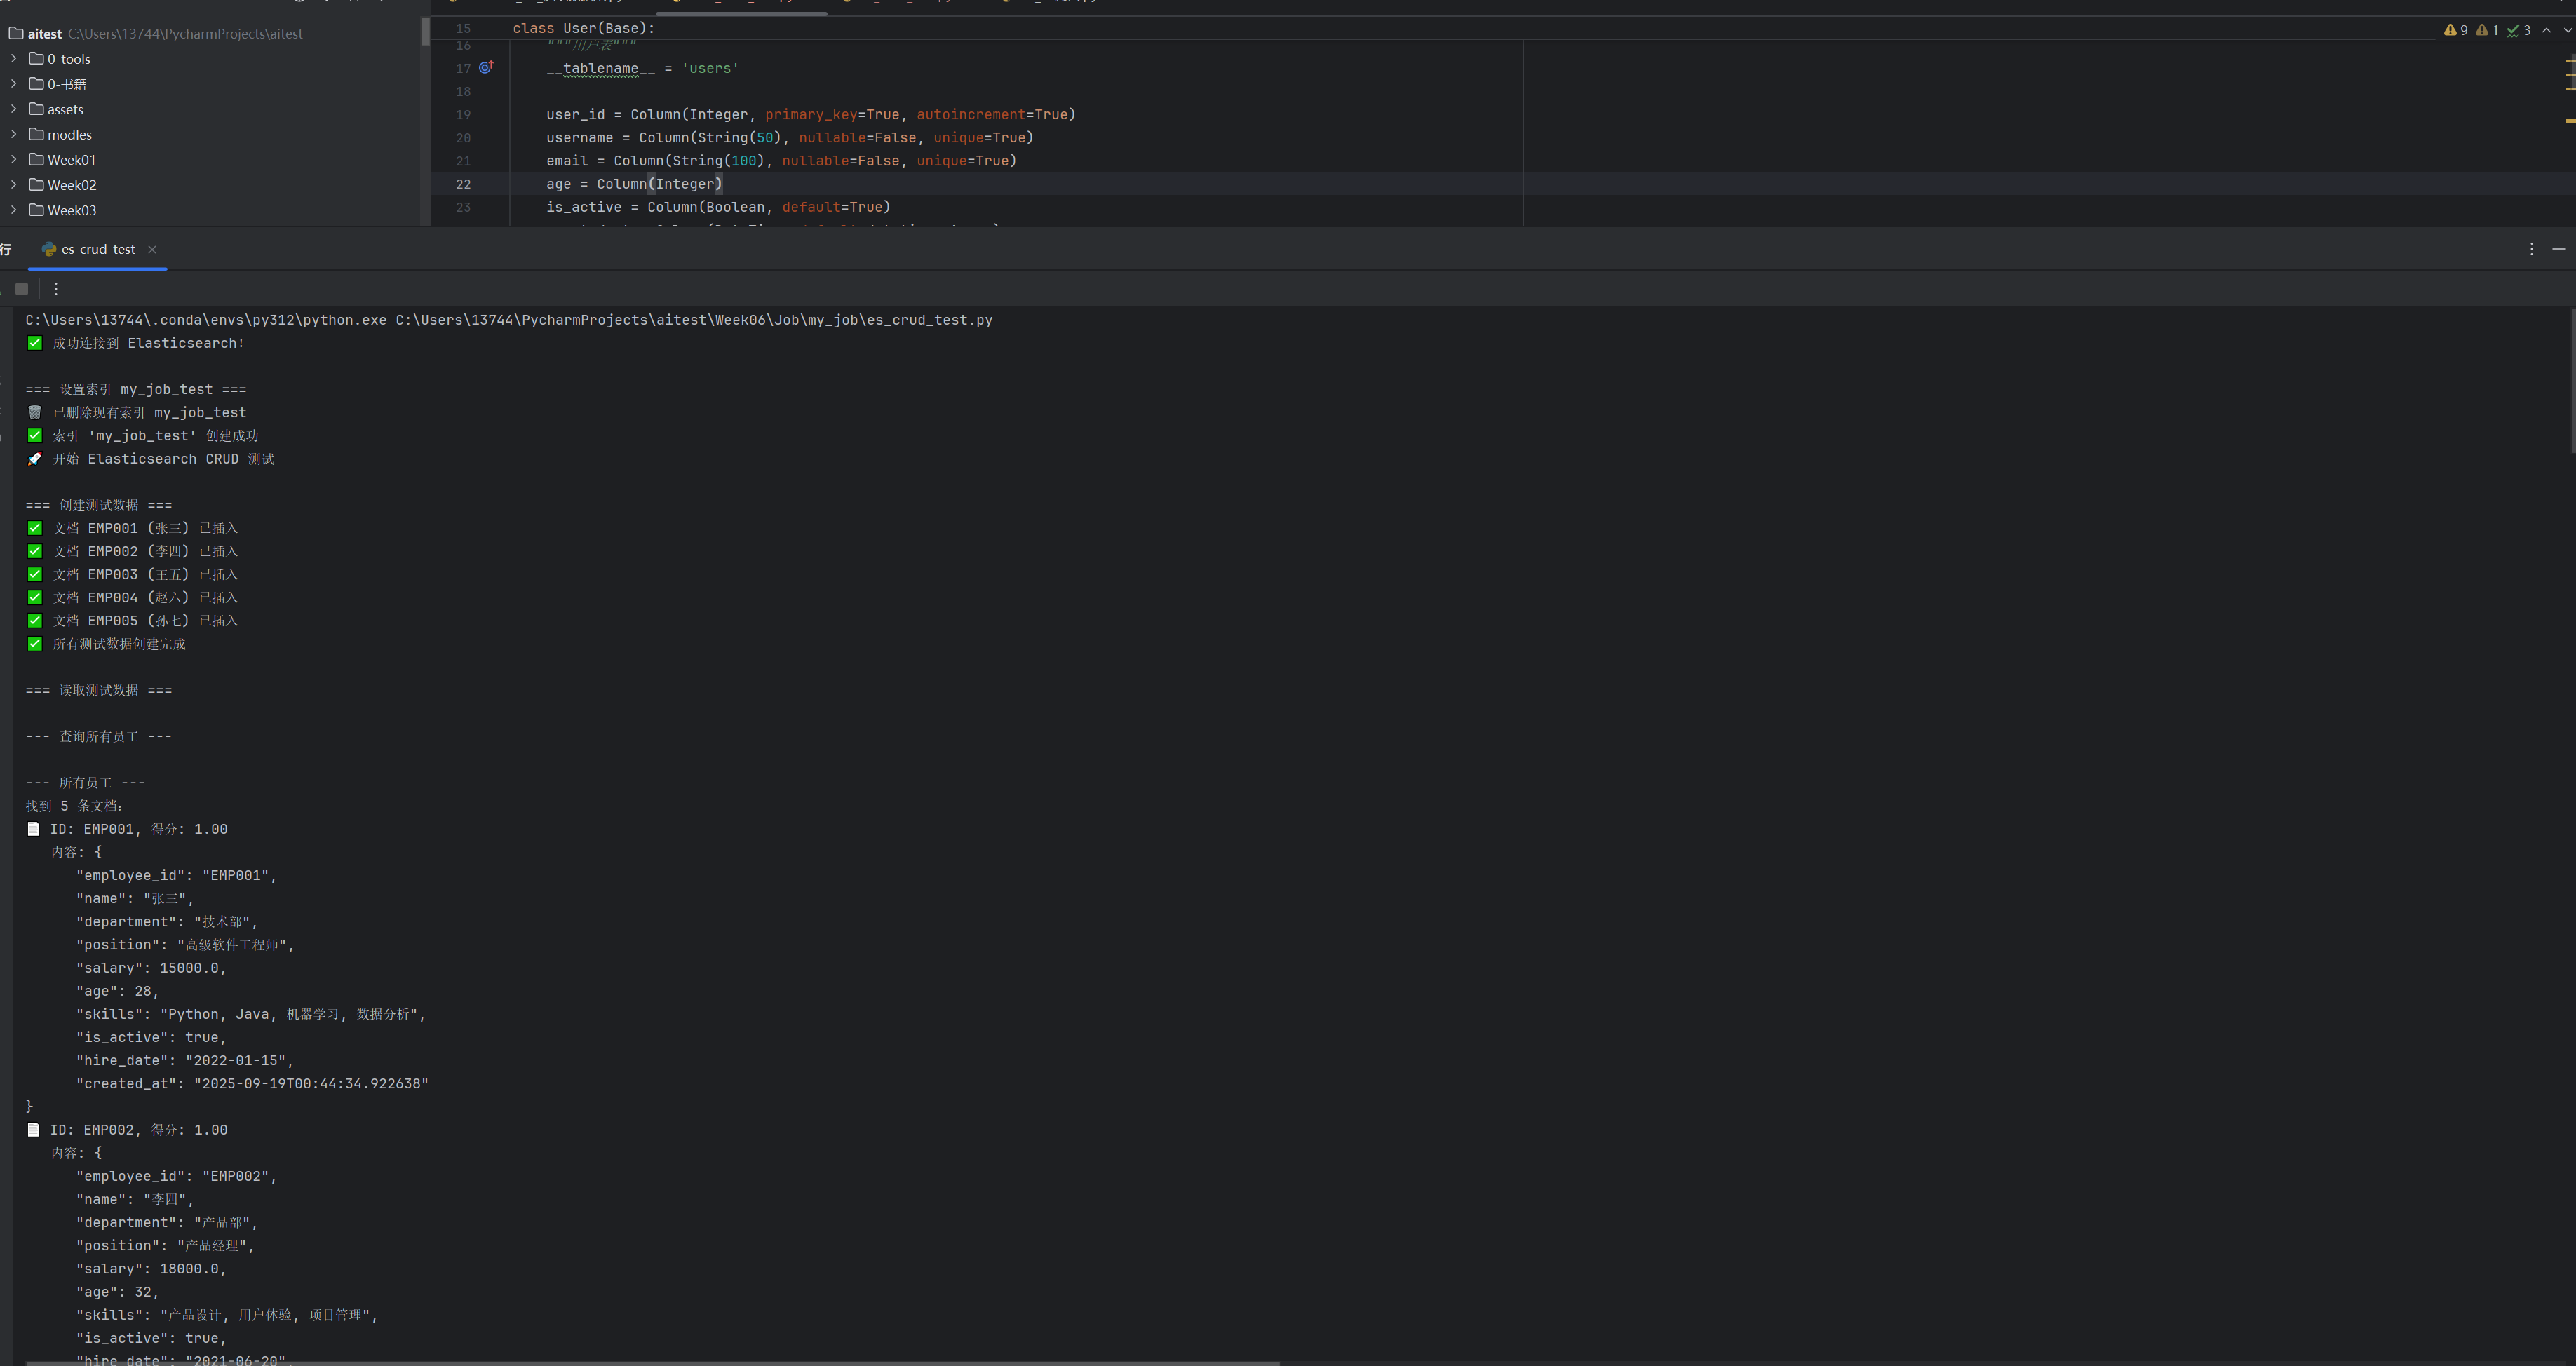 aitest C:\Users\13744\PycharmProjects\aitest
0-tools
0-书籍
assets
modles
Week01
Week02
Week03
15 class User(Base):
9 1 3
16 """用户表"""
17 __tablename__ = 'users'
18
19 user_id = Column(Integer, primary_key=True, autoincrement=True)
20 username = Column(String(50), nullable=False, unique=True)
21 email = Column(String(100), nullable=False, unique=True)
22 age = Column(Integer)
23 is_active = Column(Boolean, default=True)
行 es_crud_test
C:\Users\13744\.conda\envs\py312\python.exe C:\Users\13744\PycharmProjects\aitest\Week06\Job\my_job\es_crud_test.py
✅ 成功连接到 Elasticsearch!
=== 设置索引 my_job_test ===
🗑️ 已删除现有索引 my_job_test
✅ 索引 'my_job_test' 创建成功
🚀 开始 Elasticsearch CRUD 测试
=== 创建测试数据 ===
✅ 文档 EMP001 (张三) 已插入
✅ 文档 EMP002 (李四) 已插入
✅ 文档 EMP003 (王五) 已插入
✅ 文档 EMP004 (赵六) 已插入
✅ 文档 EMP005 (孙七) 已插入
✅ 所有测试数据创建完成
=== 读取测试数据 ===
--- 查询所有员工 ---
--- 所有员工 ---
找到 5 条文档:
📄 ID: EMP001, 得分: 1.00
内容: {
"employee_id": "EMP001",
"name": "张三",
"department": "技术部",
"position": "高级软件工程师",
"salary": 15000.0,
"age": 28,
"skills": "Python, Java, 机器学习, 数据分析",
"is_active": true,
"hire_date": "2022-01-15",
"created_at": "2025-09-19T00:44:34.922638"
}
📄 ID: EMP002, 得分: 1.00
内容: {
"employee_id": "EMP002",
"name": "李四",
"department": "产品部",
"position": "产品经理",
"salary": 18000.0,
"age": 32,
"skills": "产品设计, 用户体验, 项目管理",
"is_active": true,
"hire_date": "2021-06-20",